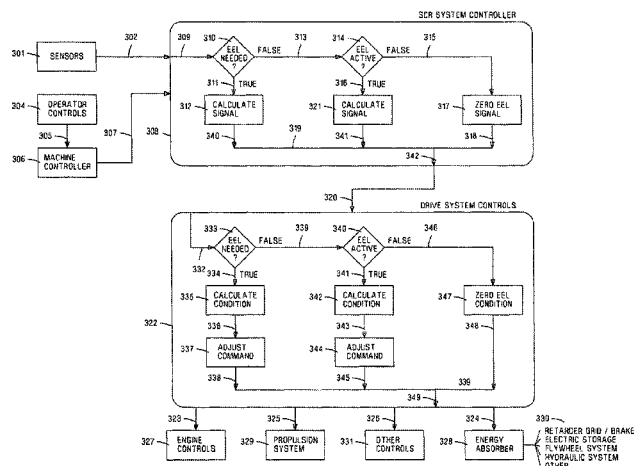 SCR SYSTEM CONTROLLER
301
SENSORS
302
309
310
EEL NEEDED ?
FALSE
313
314
EEL ACTIVE ?
FALSE
315
311
TRUE
316
TRUE
304
OPERATOR CONTROLS
312
CALCULATE SIGNAL
321
CALCULATE SIGNAL
317
ZERO EEL SIGNAL
305
307
308
340
319
341
318
306
MACHINE CONTROLLER
342
320
DRIVE SYSTEM CONTROLS
333
EEL NEEDED ?
FALSE
339
340
EEL ACTIVE ?
FALSE
346
332
334
TRUE
341
TRUE
335
CALCULATE CONDITION
342
CALCULATE CONDITION
347
ZERO EEL CONDITION
336
343
348
322
337
ADJUST COMMAND
344
ADJUST COMMAND
338
345
339
349
323
325
326
324
330
327
ENGINE CONTROLS
329
PROPULSION SYSTEM
331
OTHER CONTROLS
328
ENERGY ABSORBER
RETARDER GRID / BRAKE
ELECTRIC STORAGE
FLYWHEEL SYSTEM
HYDRAULIC SYSTEM
OTHER